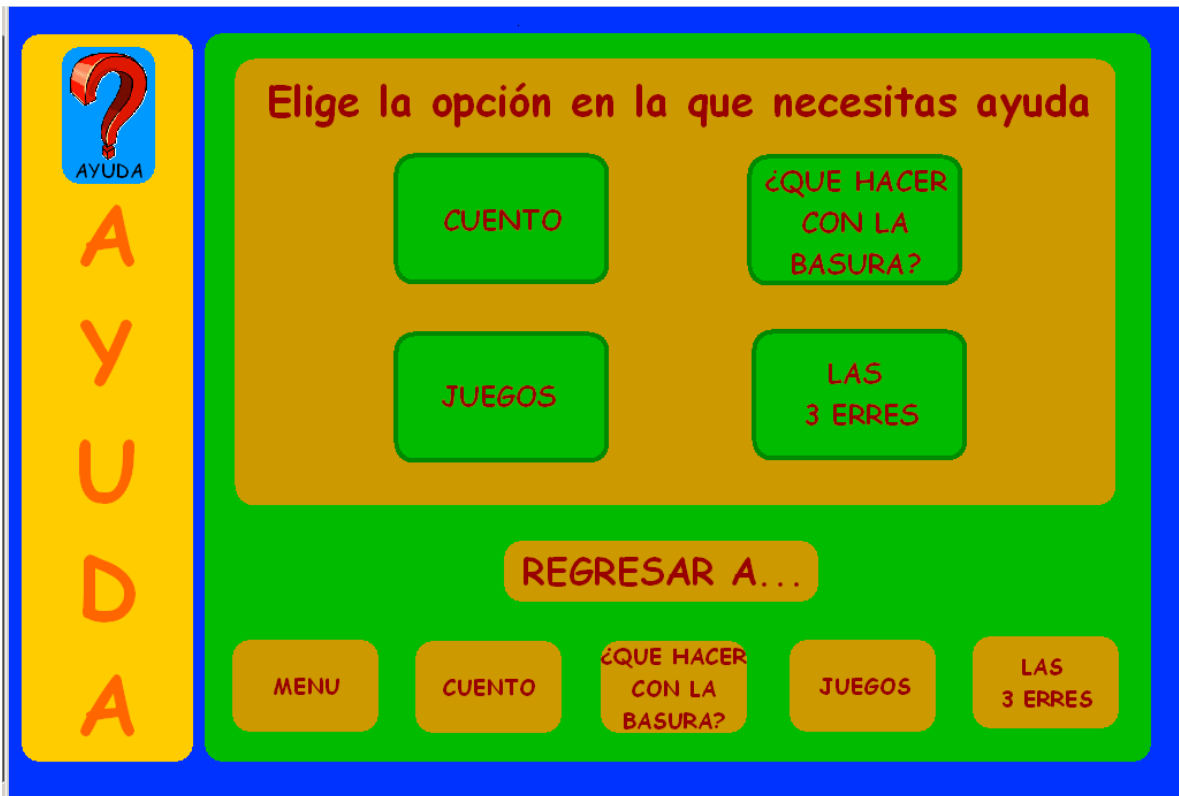 AYUDA
A
Y
U
D
A
Elige la opción en la que necesitas ayuda
CUENTO
¿QUE HACER
CON LA
BASURA?
JUEGOS
LAS
3 ERRES
REGRESAR A...
MENU
CUENTO
¿QUE HACER
CON LA
BASURA?
JUEGOS
LAS
3 ERRES